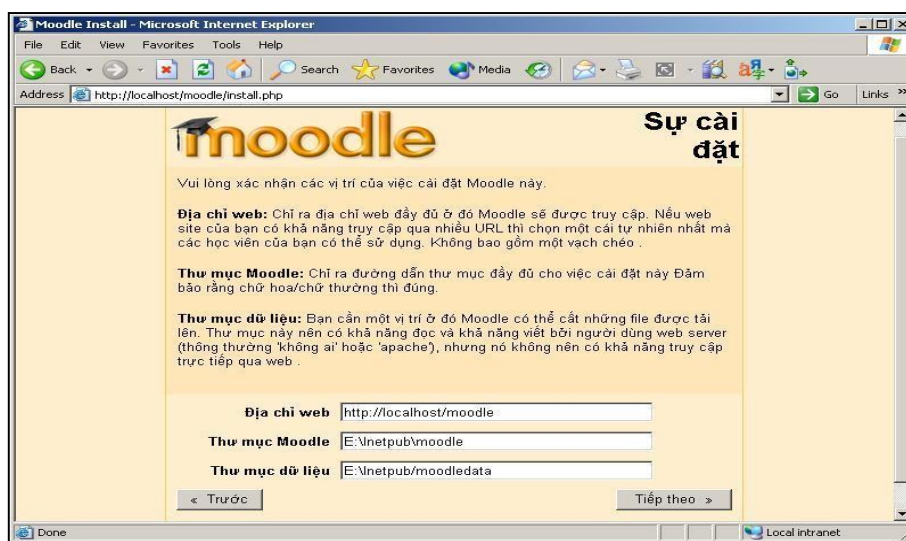 Moodle Install - Microsoft Internet Explorer
File Edit View Favorites Tools Help
Back Search Favorites Media
Address http://localhost/moodle/install.php Go Links »
moodle
Sự cài
đặt
Vui lòng xác nhận các vị trí của việc cài đặt Moodle này.
Địa chỉ web: Chỉ ra địa chỉ web đầy đủ ở đó Moodle sẽ được truy cập. Nếu web
site của bạn có khả năng truy cập qua nhiều URL thì chọn một cái tự nhiên nhất mà
các học viên của bạn có thể sử dụng. Không bao gồm một vạch chéo .
Thư mục Moodle: Chỉ ra đường dẫn thư mục đầy đủ cho việc cài đặt này Đảm
bảo rằng chữ hoa/chữ thường thì đúng.
Thư mục dữ liệu: Bạn cần một vị trí ở đó Moodle có thể cất những file được tải
lên. Thư mục này nên có khả năng đọc và khả năng viết bởi người dùng web server
(thông thường 'không ai' hoặc 'apache'), nhưng nó không nên có khả năng truy cập
trực tiếp qua web .
Địa chỉ web http://localhost/moodle
Thư mục Moodle E:\Inetpub\moodle
Thư mục dữ liệu E:\Inetpub/moodledata
« Trước Tiếp theo »
Done Local intranet